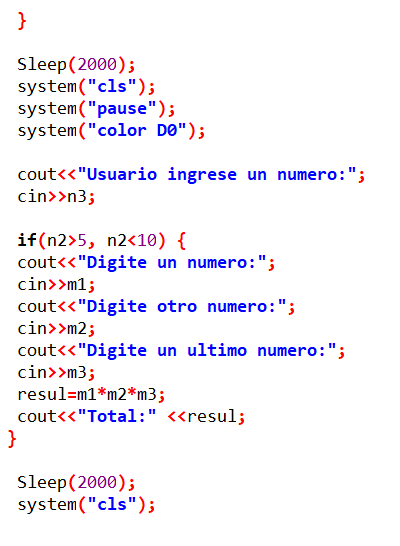 }
Sleep(2000);
system("cls");
system("pause");
system("color D0");
cout<<"Usuario ingrese un numero:";
cin>>n3;
if(n2>5, n2<10) {
cout<<"Digite un numero:";
cin>>m1;
cout<<"Digite otro numero:";
cin>>m2;
cout<<"Digite un ultimo numero:";
cin>>m3;
resul=m1*m2*m3;
cout<<"Total:" <<resul;
}
Sleep(2000);
system("cls");